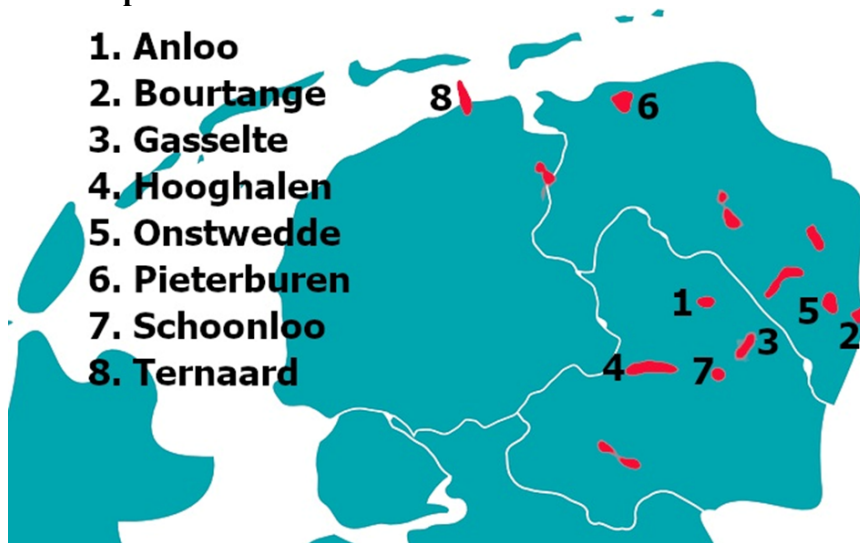 1. Anloo
2. Bourtange
3. Gasselte
4. Hooghalen
5. Onstwedde
6. Pieterburen
7. Schoonloo
8. Ternaard
8
6
1
5
2
3
4
7